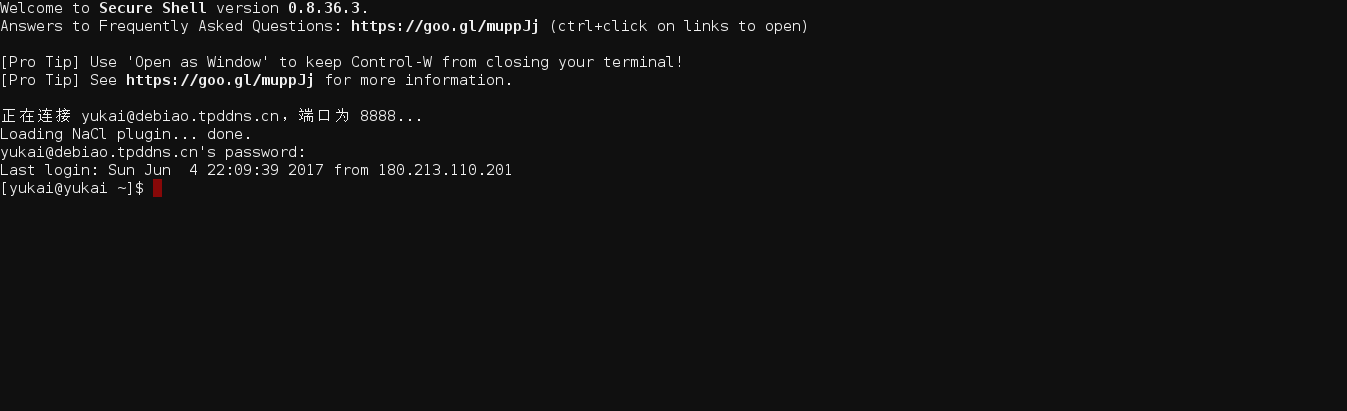 Welcome to Secure Shell version 0.8.36.3.
Answers to Frequently Asked Questions: https://goo.gl/muppJj (ctrl+click on links to open)
[Pro Tip] Use 'Open as Window' to keep Control-W from closing your terminal!
[Pro Tip] See https://goo.gl/muppJj for more information.
正在连接 yukai@debiao.tpddns.cn，端口为 8888...
Loading NaCl plugin... done.
yukai@debiao.tpddns.cn's password:
Last login: Sun Jun  4 22:09:39 2017 from 180.213.110.201
[yukai@yukai ~]$